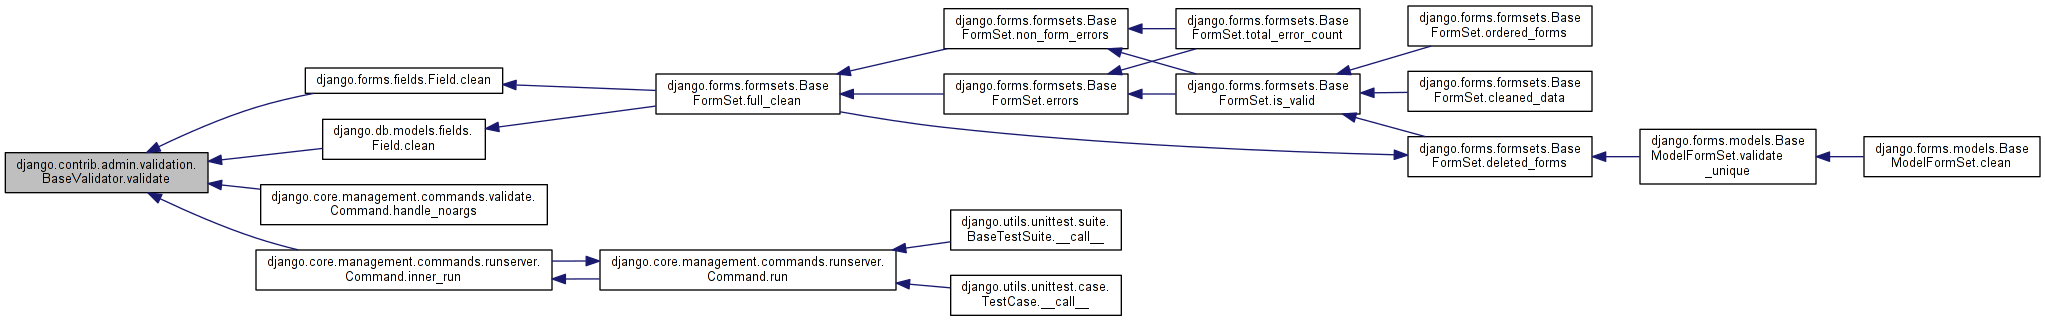 django.contrib.admin.validation.
BaseValidator.validate
django.forms.fields.Field.clean
django.db.models.fields.
Field.clean
django.core.management.commands.validate.
Command.handle_noargs
django.core.management.commands.runserver.
Command.inner_run
django.forms.formsets.Base
FormSet.full_clean
django.core.management.commands.runserver.
Command.run
django.forms.formsets.Base
FormSet.non_form_errors
django.forms.formsets.Base
FormSet.errors
django.utils.unittest.suite.
BaseTestSuite.__call__
django.utils.unittest.case.
TestCase.__call__
django.forms.formsets.Base
FormSet.total_error_count
django.forms.formsets.Base
FormSet.is_valid
django.forms.formsets.Base
FormSet.ordered_forms
django.forms.formsets.Base
FormSet.cleaned_data
django.forms.formsets.Base
FormSet.deleted_forms
django.forms.models.Base
ModelFormSet.validate
_unique
django.forms.models.Base
ModelFormSet.clean